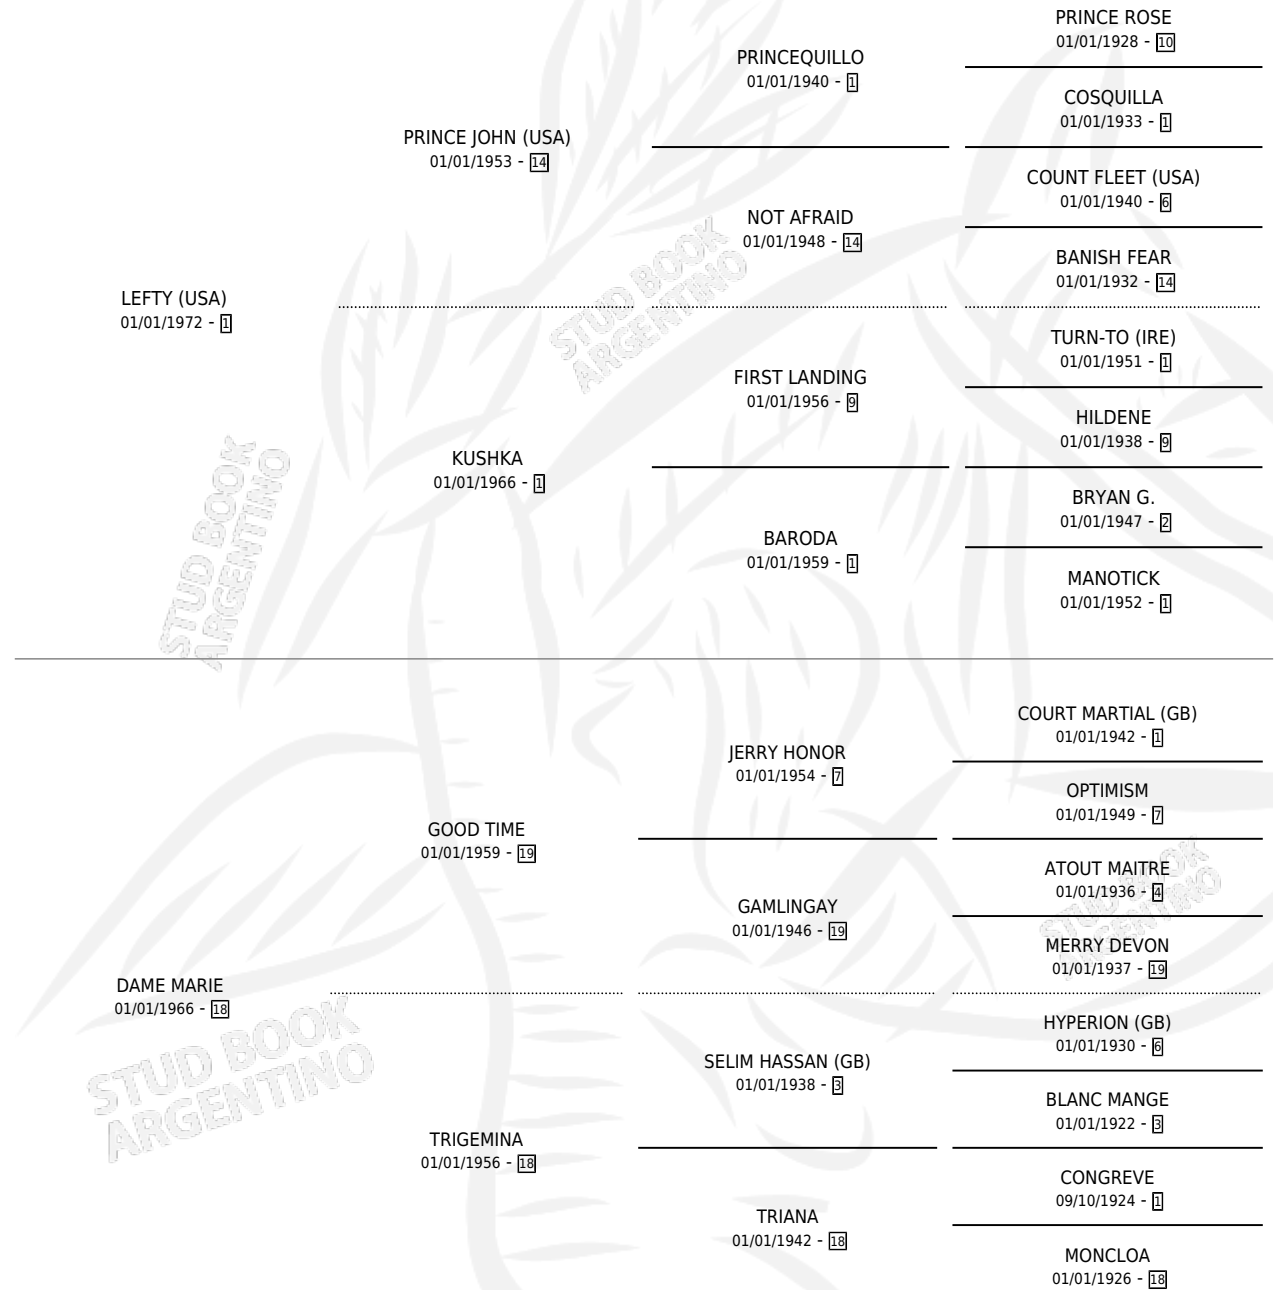 LEFTY (USA)
01/01/1972 - 1
PRINCE JOHN (USA)
01/01/1953 - 14
PRINCEQUILLO
01/01/1940 - 1
PRINCE ROSE
01/01/1928 - 10
COSQUILLA
01/01/1933 - 1
NOT AFRAID
01/01/1948 - 14
COUNT FLEET (USA)
01/01/1940 - 6
BANISH FEAR
01/01/1932 - 14
KUSHKA
01/01/1966 - 1
FIRST LANDING
01/01/1956 - 9
TURN-TO (IRE)
01/01/1951 - 1
HILDENE
01/01/1938 - 9
BARODA
01/01/1959 - 1
BRYAN G.
01/01/1947 - 2
MANOTICK
01/01/1952 - 1
DAME MARIE
01/01/1966 - 18
GOOD TIME
01/01/1959 - 19
JERRY HONOR
01/01/1954 - 7
COURT MARTIAL (GB)
01/01/1942 - 1
OPTIMISM
01/01/1949 - 7
GAMLINGAY
01/01/1946 - 19
ATOUT MAITRE
01/01/1936 - 4
MERRY DEVON
01/01/1937 - 19
TRIGEMINA
01/01/1956 - 18
SELIM HASSAN (GB)
01/01/1938 - 3
HYPERION (GB)
01/01/1930 - 6
BLANC MANGE
01/01/1922 - 3
TRIANA
01/01/1942 - 18
CONGREVE
09/10/1924 - 1
MONCLOA
01/01/1926 - 18
STUD BOOK
ARGENTINO
STUD BOOK
ARGENTINO
STUD BOOK
ARGENTINO
STUD BOOK
ARGENTINO